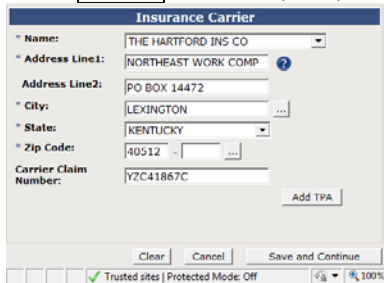 Insurance Carrier
* Name: THE HARTFORD INS CO
* Address Line1: NORTHEAST WORK COMP ?
Address Line2: PO BOX 14472
* City: LEXINGTON ...
* State: KENTUCKY
* Zip Code: 40512 - ...
Carrier Claim
Number: YZC41867C
Add TPA
Clear Cancel Save and Continue
Trusted sites | Protected Mode: Off 100%